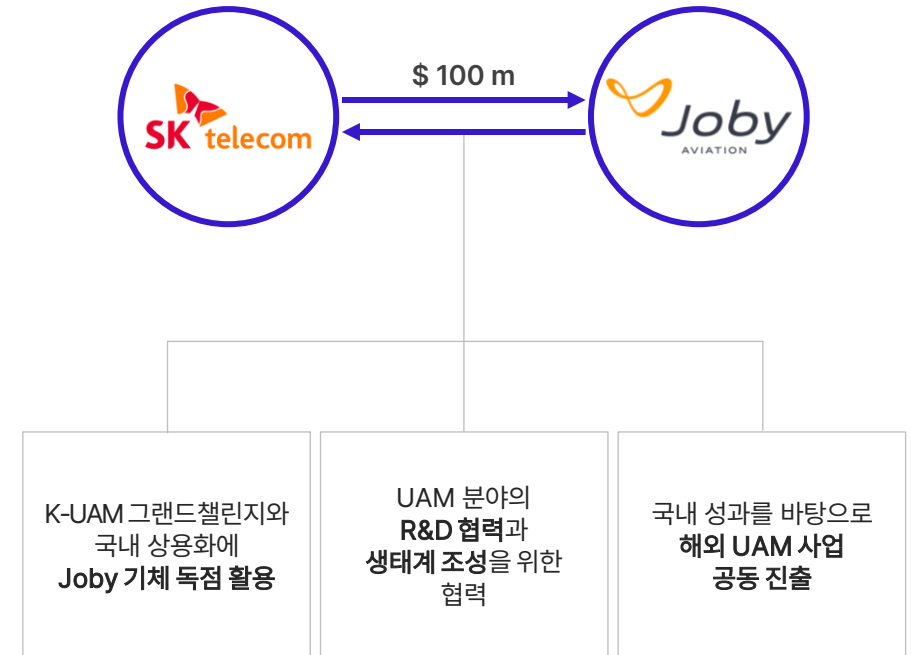 $ 100 m
SK telecom
Joby
AVIATION
K-UAM 그랜드챌린지와
국내 상용화에
Joby 기체 독점 활용
UAM 분야의
R&D 협력과
생태계 조성을 위한
협력
국내 성과를 바탕으로
해외 UAM 사업
공동 진출